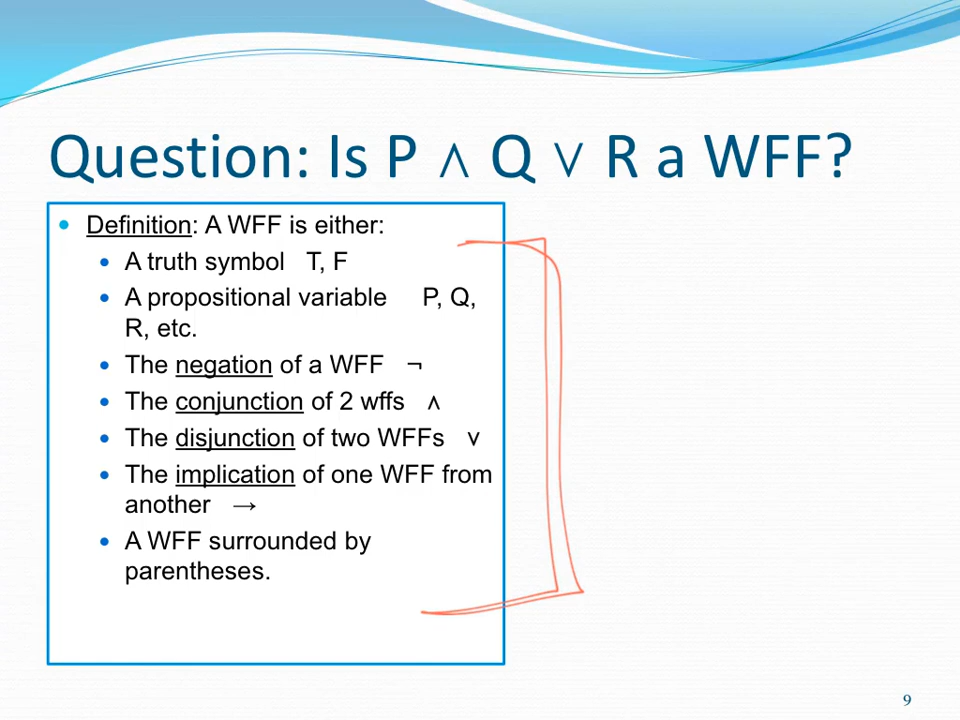 Question: Is P ∧ Q ∨ R a WFF?
Definition: A WFF is either:
A truth symbol T, F
A propositional variable P, Q,
R, etc.
The negation of a WFF ¬
The conjunction of 2 wffs ∧
The disjunction of two WFFs ∨
The implication of one WFF from
another →
A WFF surrounded by
parentheses.
9